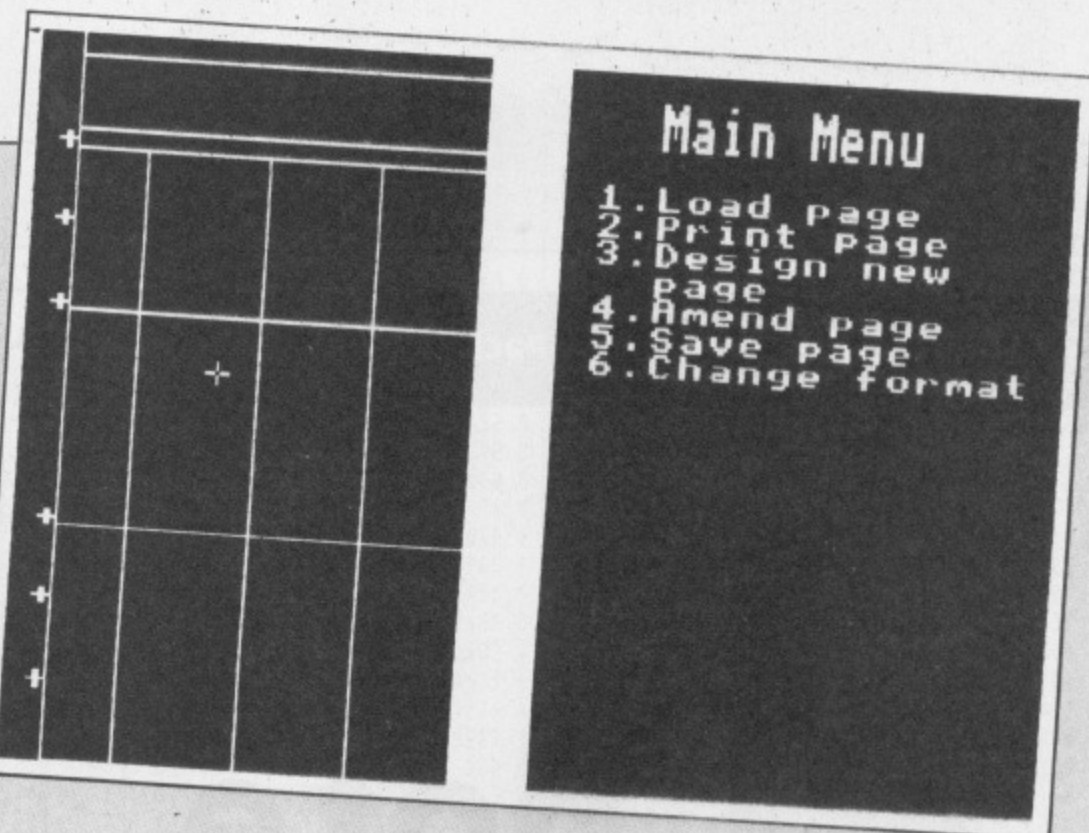 Main Menu
1.Load page
2.Print page
3.Design new
page
4.Amend page
5.Save page
6.Change format